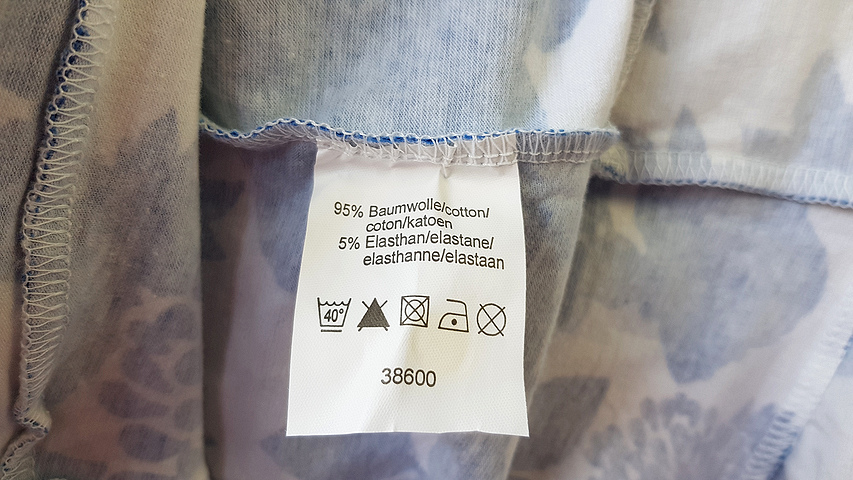 95% Baumwolle/cotton/
coton/katoen
5% Elasthan/elastane/
elasthanne/elastaan
40°
38600